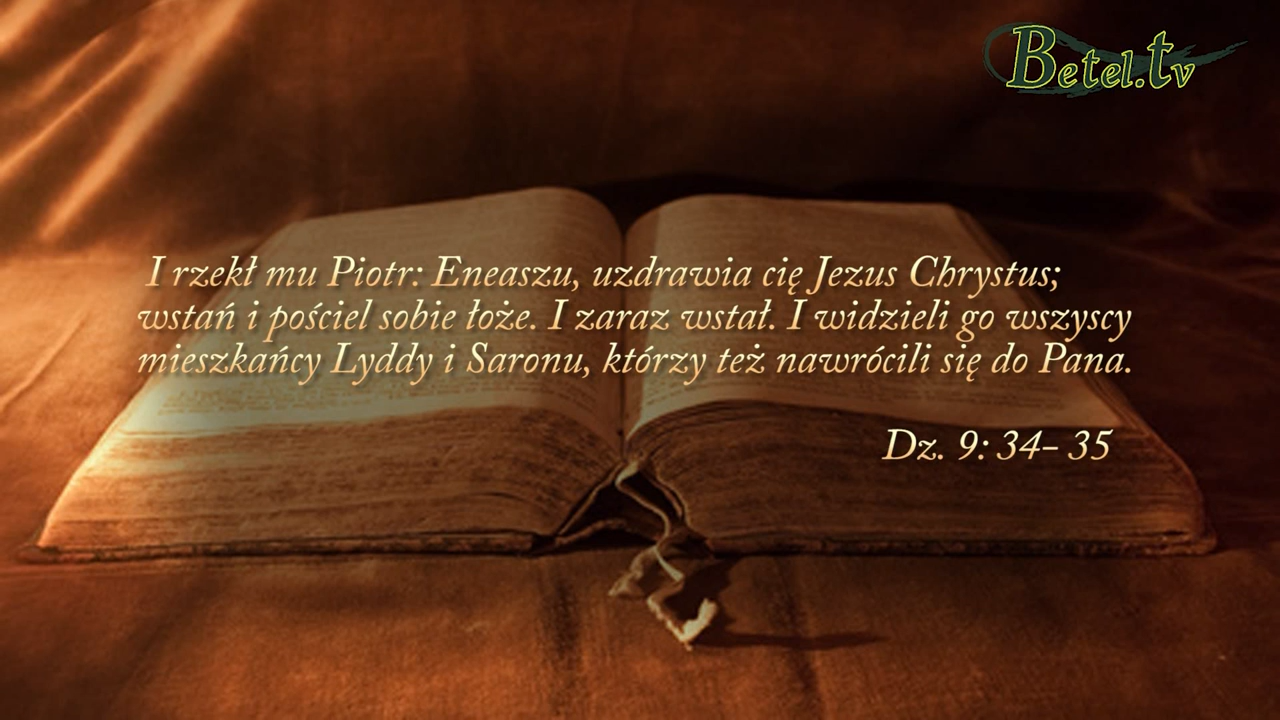 Betel.tv
I rzekł mu Piotr: Eneaszu, uzdrawia cię Jezus Chrystus;
wstań i pościel sobie łoże. I zaraz wstał. I widzieli go wszyscy
mieszkańcy Lyddy i Saronu, którzy też nawrócili się do Pana.
Dz. 9: 34- 35